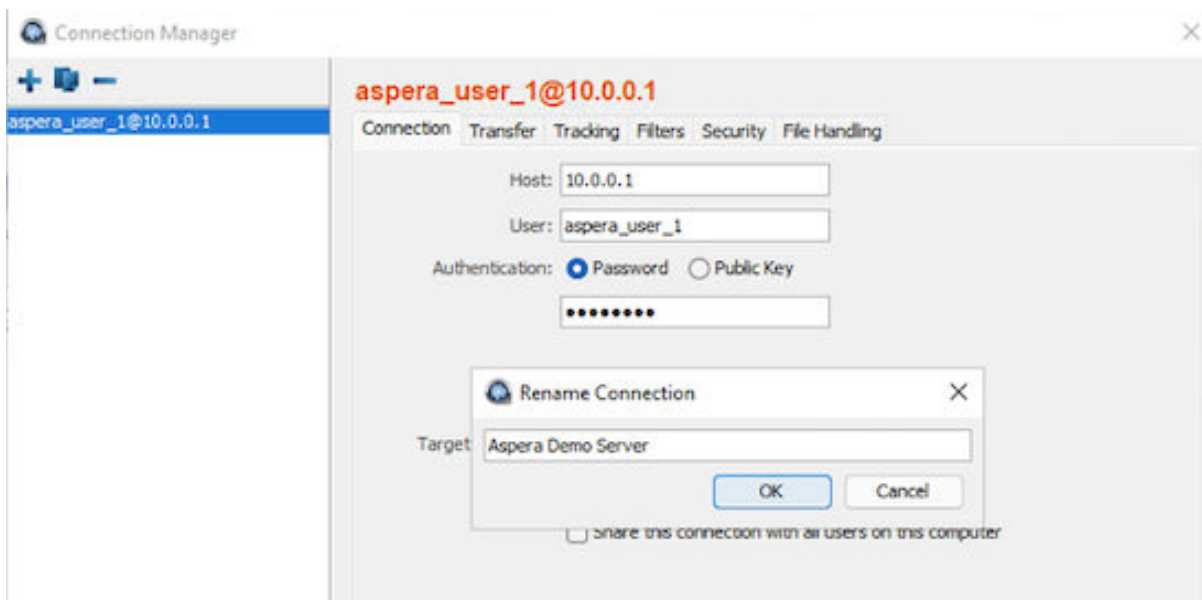 Connection Manager
aspera_user_1@10.0.0.1
aspera_user_1@10.0.0.1
Connection Transfer Tracking Filters Security File Handling
Host: 10.0.0.1
User: aspera_user_1
Authentication: Password Public Key
••••••••
Rename Connection
Target
Aspera Demo Server
OK Cancel
Share this connection with all users on this computer